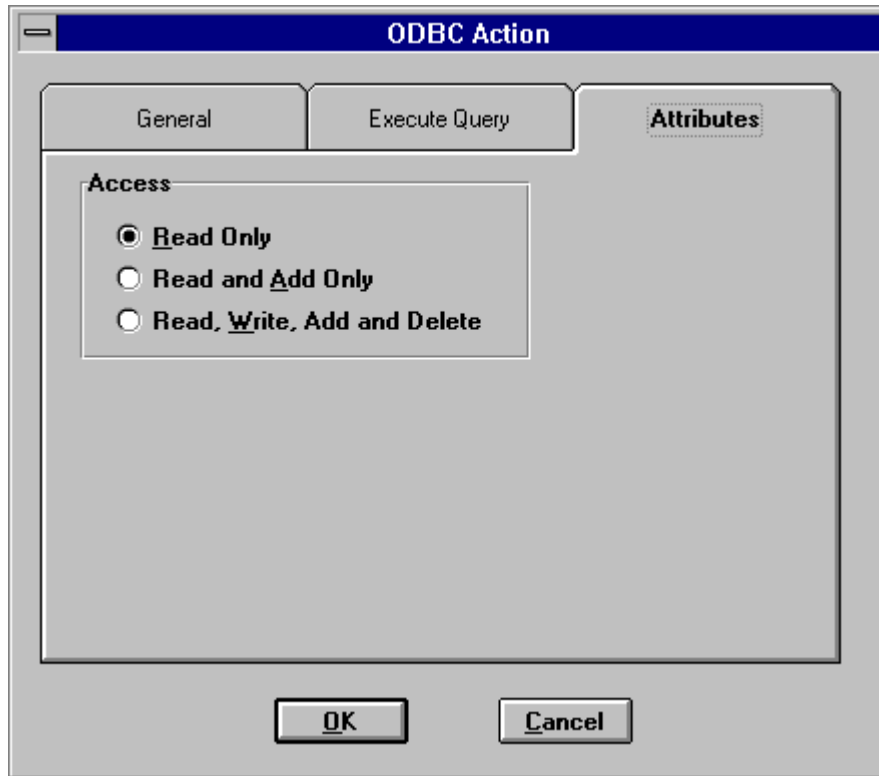 ODBC Action
General Execute Query Attributes
Access
Read Only
Read and Add Only
Read, Write, Add and Delete
OK Cancel